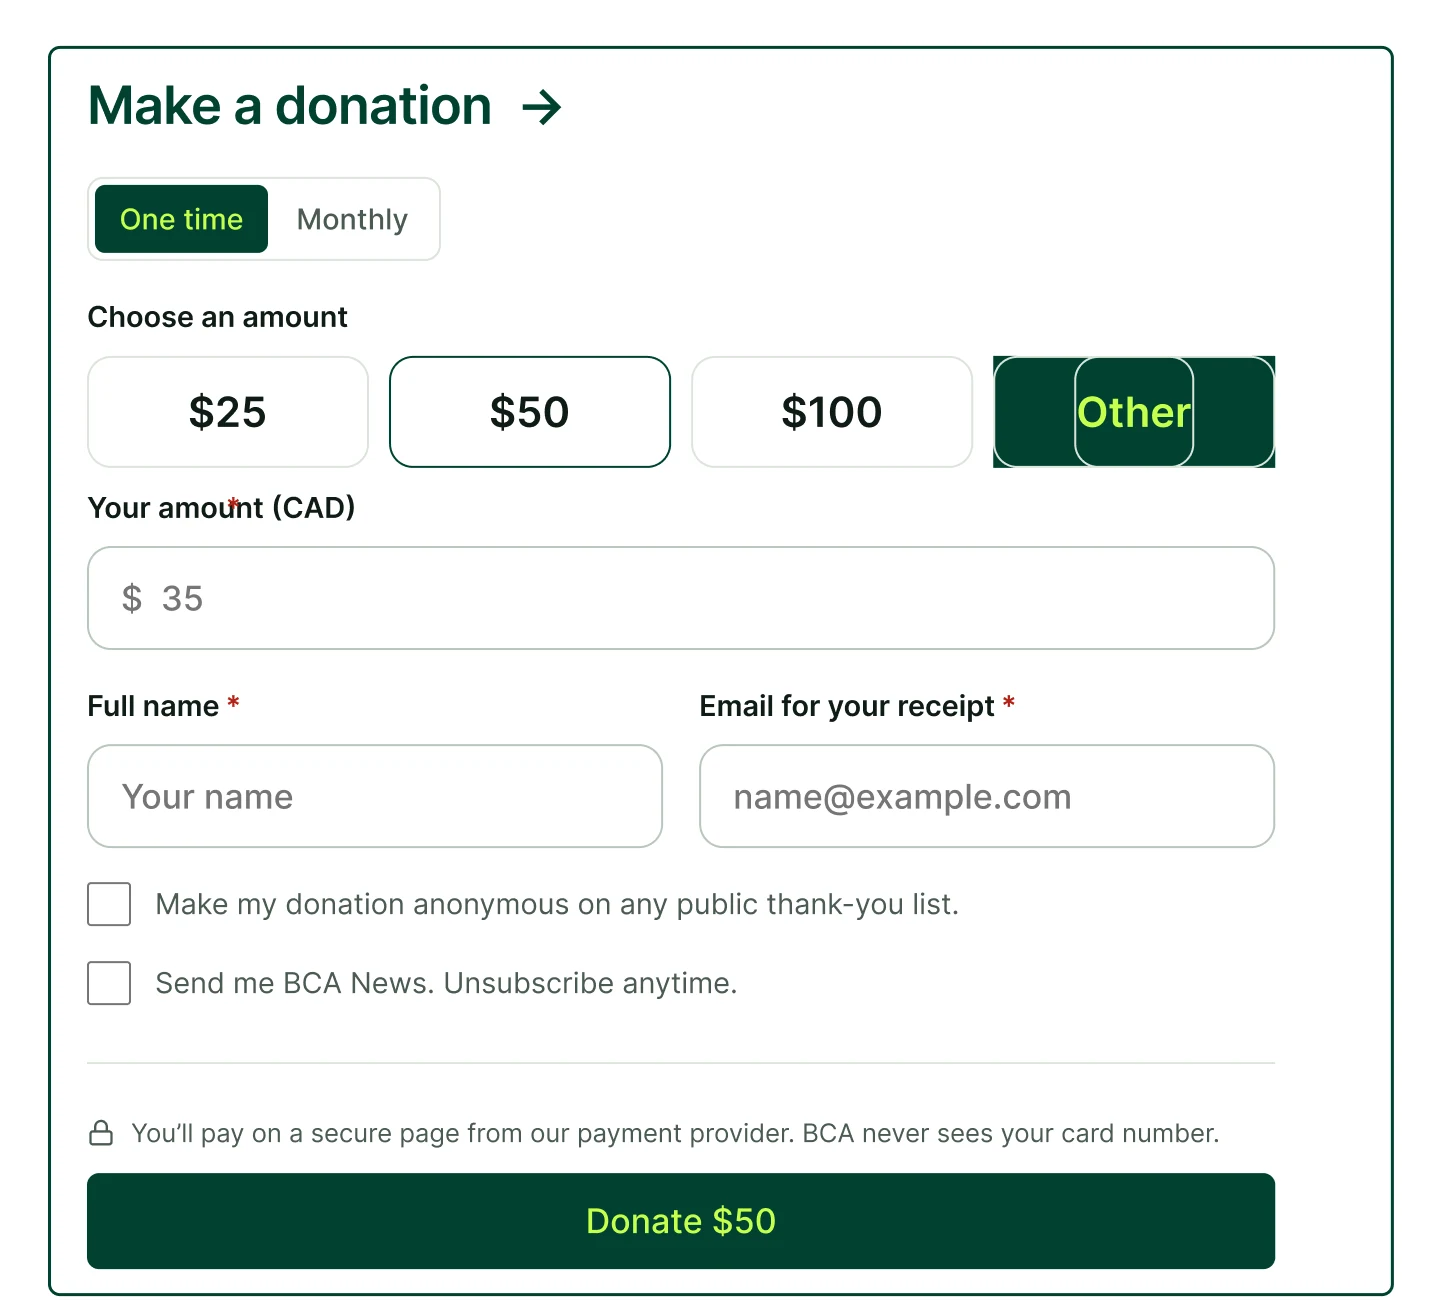 Make a donation →
One time Monthly
Choose an amount
$25 $50 $100 Other
Your amount (CAD) *
$ 35
Full name * Email for your receipt *
Your name name@example.com
Make my donation anonymous on any public thank-you list.
Send me BCA News. Unsubscribe anytime.
You’ll pay on a secure page from our payment provider. BCA never sees your card number.
Donate $50